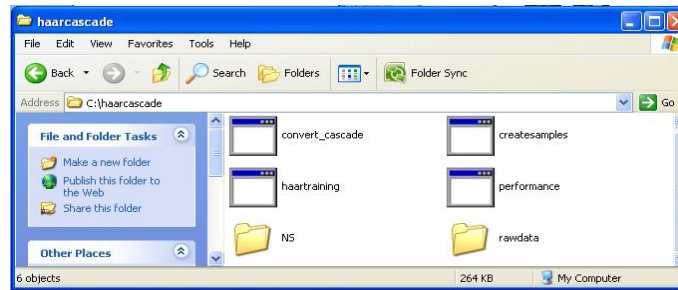 haarcascade
File Edit View Favorites Tools Help
Back Search Folders Folder Sync
Address C:\haarcascade Go
File and Folder Tasks
Make a new folder
Publish this folder to
the Web
Share this folder
Other Places
convert_cascade createsamples
haartraining performance
NS rawdata
6 objects 264 KB My Computer